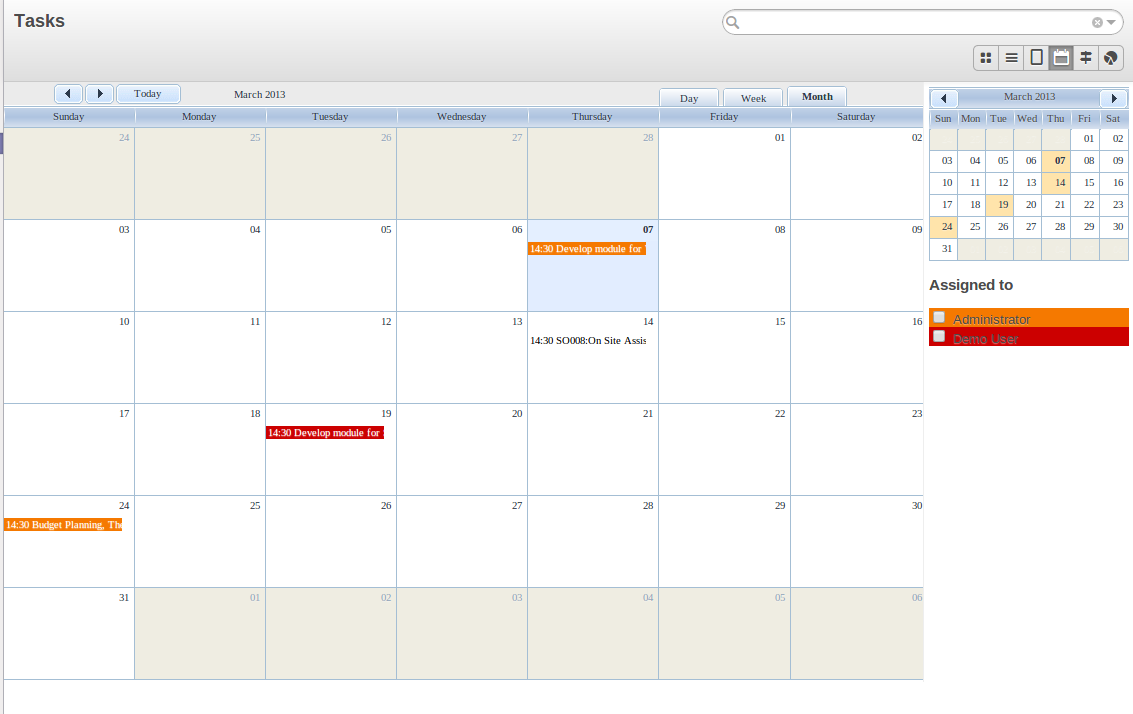 Tasks
Today March 2013 Day Week Month
Sunday Monday Tuesday Wednesday Thursday Friday Saturday
24 25 26 27 28 01 02
03 04 05 06 07 08 09
14:30 Develop module for
10 11 12 13 14 15 16
14:30 SO008:On Site Assis
17 18 19 20 21 22 23
14:30 Develop module for
24 25 26 27 28 29 30
14:30 Budget Planning, The
31 01 02 03 04 05 06
March 2013
Sun Mon Tue Wed Thu Fri Sat
01 02
03 04 05 06 07 08 09
10 11 12 13 14 15 16
17 18 19 20 21 22 23
24 25 26 27 28 29 30
31
Assigned to
Administrator
Demo User